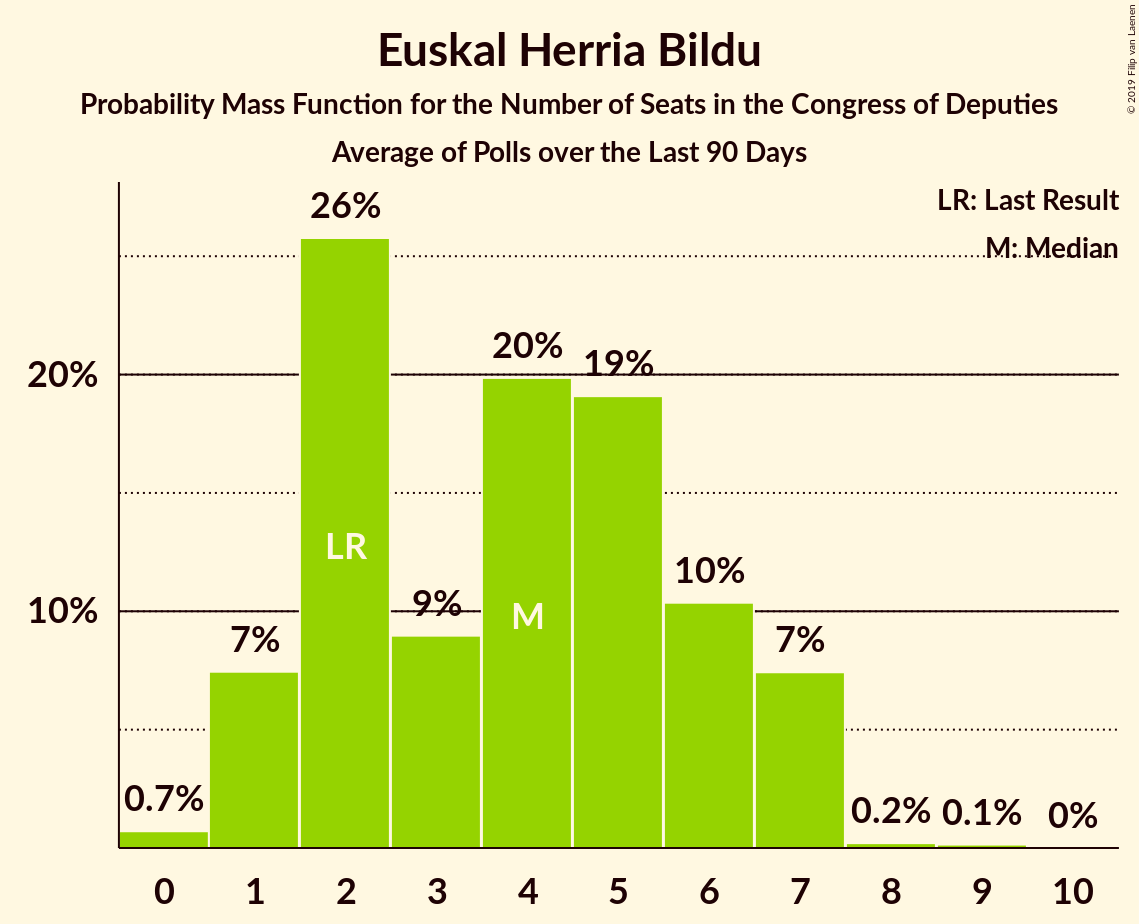 Euskal Herria Bildu
Probability Mass Function for the Number of Seats in the Congress of Deputies
Average of Polls over the Last 90 Days
© 2019 Filip van Laenen
LR: Last Result
M: Median
20%
10%
0.7%
7%
26%
9%
20%
19%
10%
7%
0.2%
0.1%
0%
LR
M
0 1 2 3 4 5 6 7 8 9 10